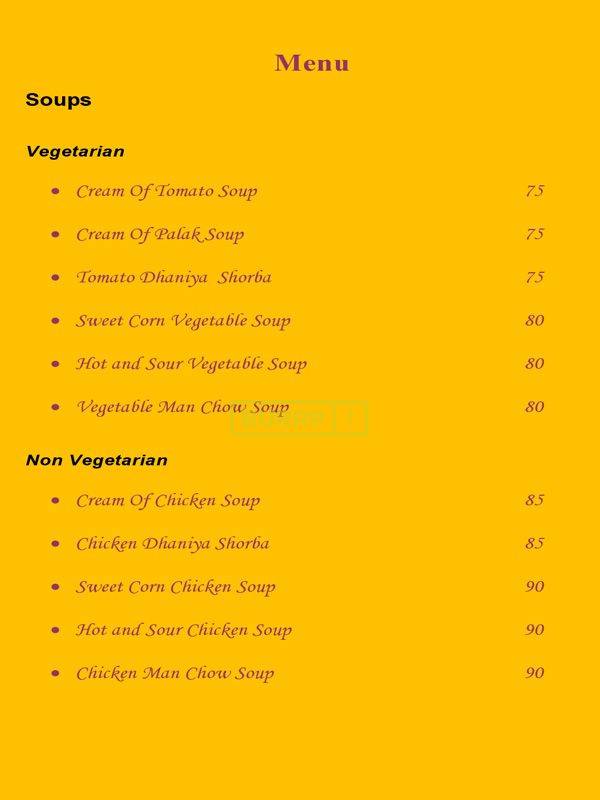 Menu
Soups
Vegetarian
• Cream Of Tomato Soup 75
• Cream Of Palak Soup 75
• Tomato Dhaniya Shorba 75
• Sweet Corn Vegetable Soup 80
• Hot and Sour Vegetable Soup 80
• Vegetable Man Chow Soup 80
Non Vegetarian
• Cream Of Chicken Soup 85
• Chicken Dhaniya Shorba 85
• Sweet Corn Chicken Soup 90
• Hot and Sour Chicken Soup 90
• Chicken Man Chow Soup 90